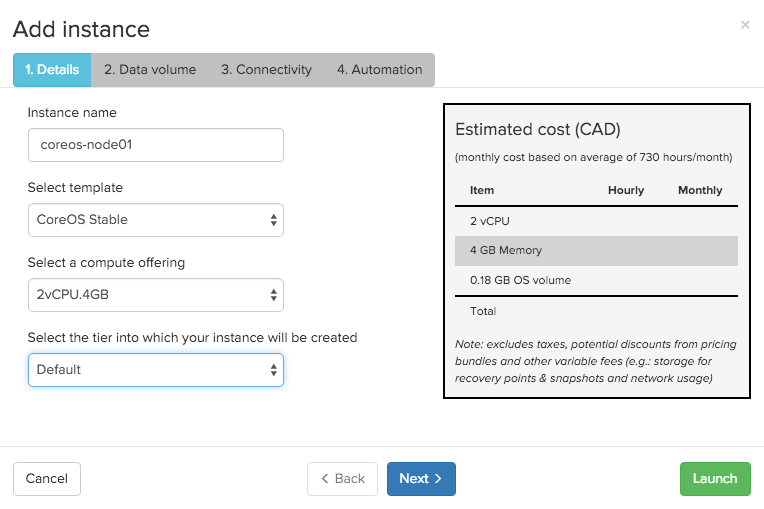 Add instance
×
1. Details 2. Data volume 3. Connectivity 4. Automation
Instance name
coreos-node01
Select template
CoreOS Stable
Select a compute offering
2vCPU.4GB
Select the tier into which your instance will be created
Default
Estimated cost (CAD)
(monthly cost based on average of 730 hours/month)
Item Hourly Monthly
2 vCPU
4 GB Memory
0.18 GB OS volume
Total
Note: excludes taxes, potential discounts from pricing
bundles and other variable fees (e.g.: storage for
recovery points & snapshots and network usage)
Cancel < Back Next > Launch